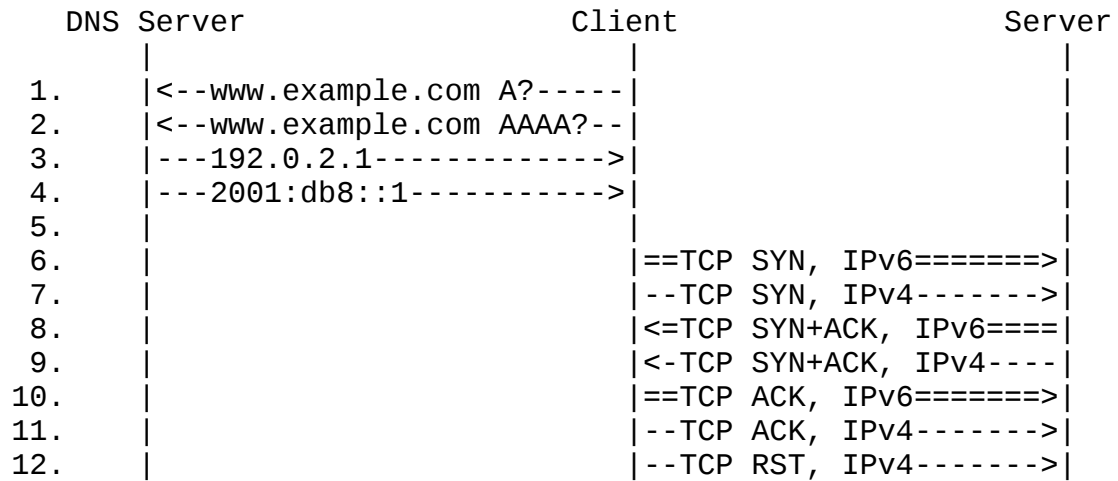 DNS Server                  Client                  Server
         |                          |                       |
 1.      |<--www.example.com A?-----|                       |
 2.      |<--www.example.com AAAA?--|                       |
 3.      |---192.0.2.1------------->|                       |
 4.      |---2001:db8::1----------->|                       |
 5.      |                          |                       |
 6.      |                          |==TCP SYN, IPv6=======>|
 7.      |                          |--TCP SYN, IPv4------->|
 8.      |                          |<=TCP SYN+ACK, IPv6====|
 9.      |                          |<-TCP SYN+ACK, IPv4----|
10.      |                          |==TCP ACK, IPv6=======>|
11.      |                          |--TCP ACK, IPv4------->|
12.      |                          |--TCP RST, IPv4------->|